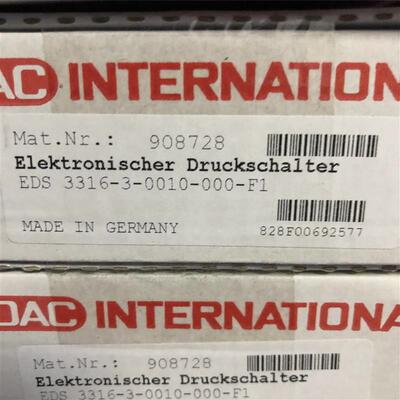 DAC INTERNATIONA
Mat.Nr.: 908728
Elektronischer Druckschalter
EDS 3316-3-0010-000-F1
MADE IN GERMANY
828F00692577
DAC INTERNATIONA
Mat.Nr.: 908728
Elektronischer Druckschalter
EDS 3316-3-0010-000-F1